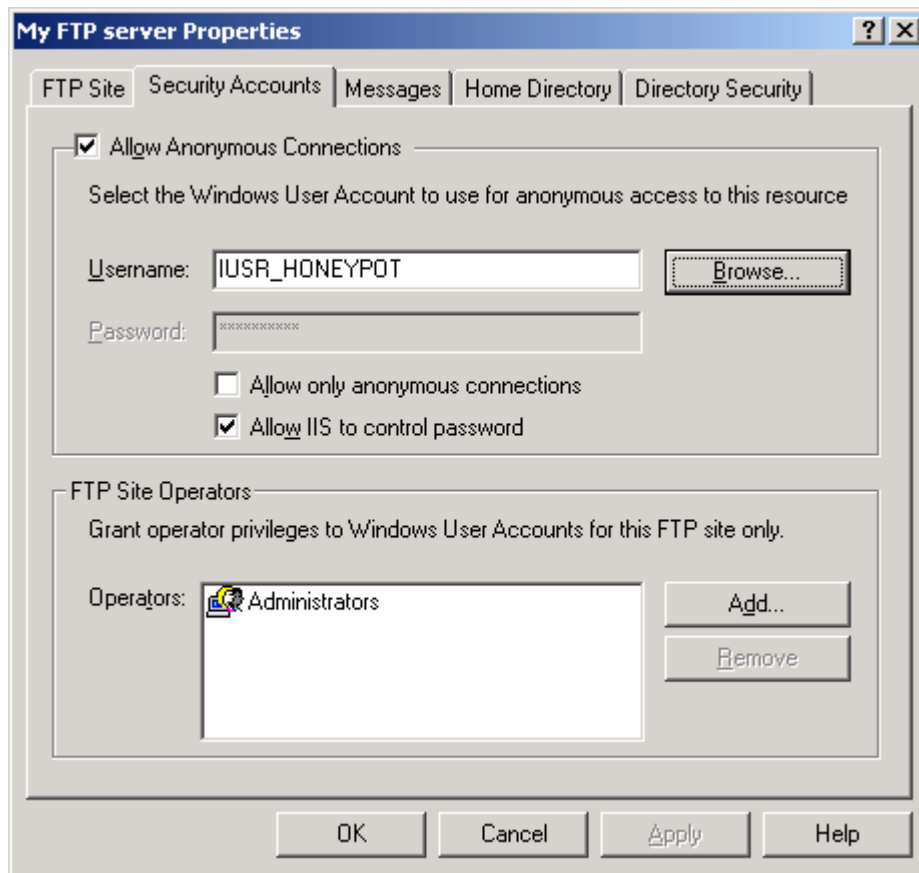 My FTP server Properties
FTP Site Security Accounts Messages Home Directory Directory Security
Allow Anonymous Connections
Select the Windows User Account to use for anonymous access to this resource
Username: IUSR_HONEYPOT Browse...
Password: **********
Allow only anonymous connections
Allow IIS to control password
FTP Site Operators
Grant operator privileges to Windows User Accounts for this FTP site only.
Operators: Administrators Add...
Remove
OK Cancel Apply Help